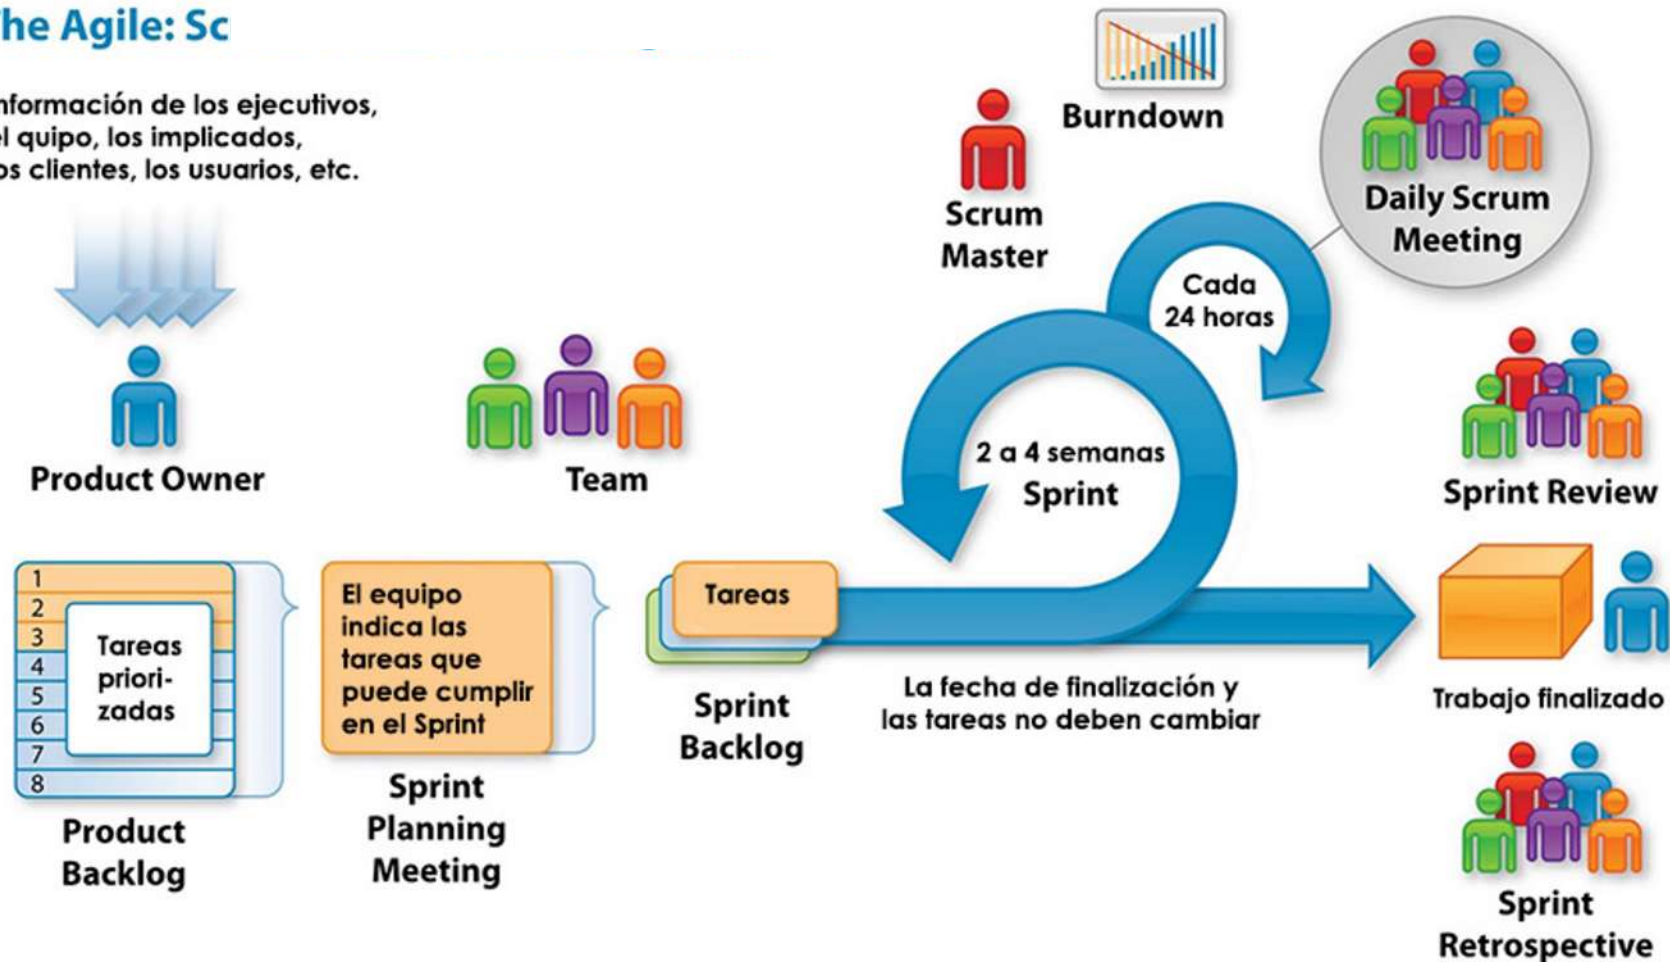 The Agile: Sc
nformación de los ejecutivos,
el quipo, los implicados,
os clientes, los usuarios, etc.
Product Owner
Team
Scrum
Master
Burndown
Daily Scrum
Meeting
Cada
24 horas
2 a 4 semanas
Sprint
Sprint Review
1
2
3
4
5
6
7
8
Tareas
priori-
zadas
Product
Backlog
El equipo
indica las
tareas que
puede cumplir
en el Sprint
Sprint
Planning
Meeting
Tareas
Sprint
Backlog
La fecha de finalización y
las tareas no deben cambiar
Trabajo finalizado
Sprint
Retrospective